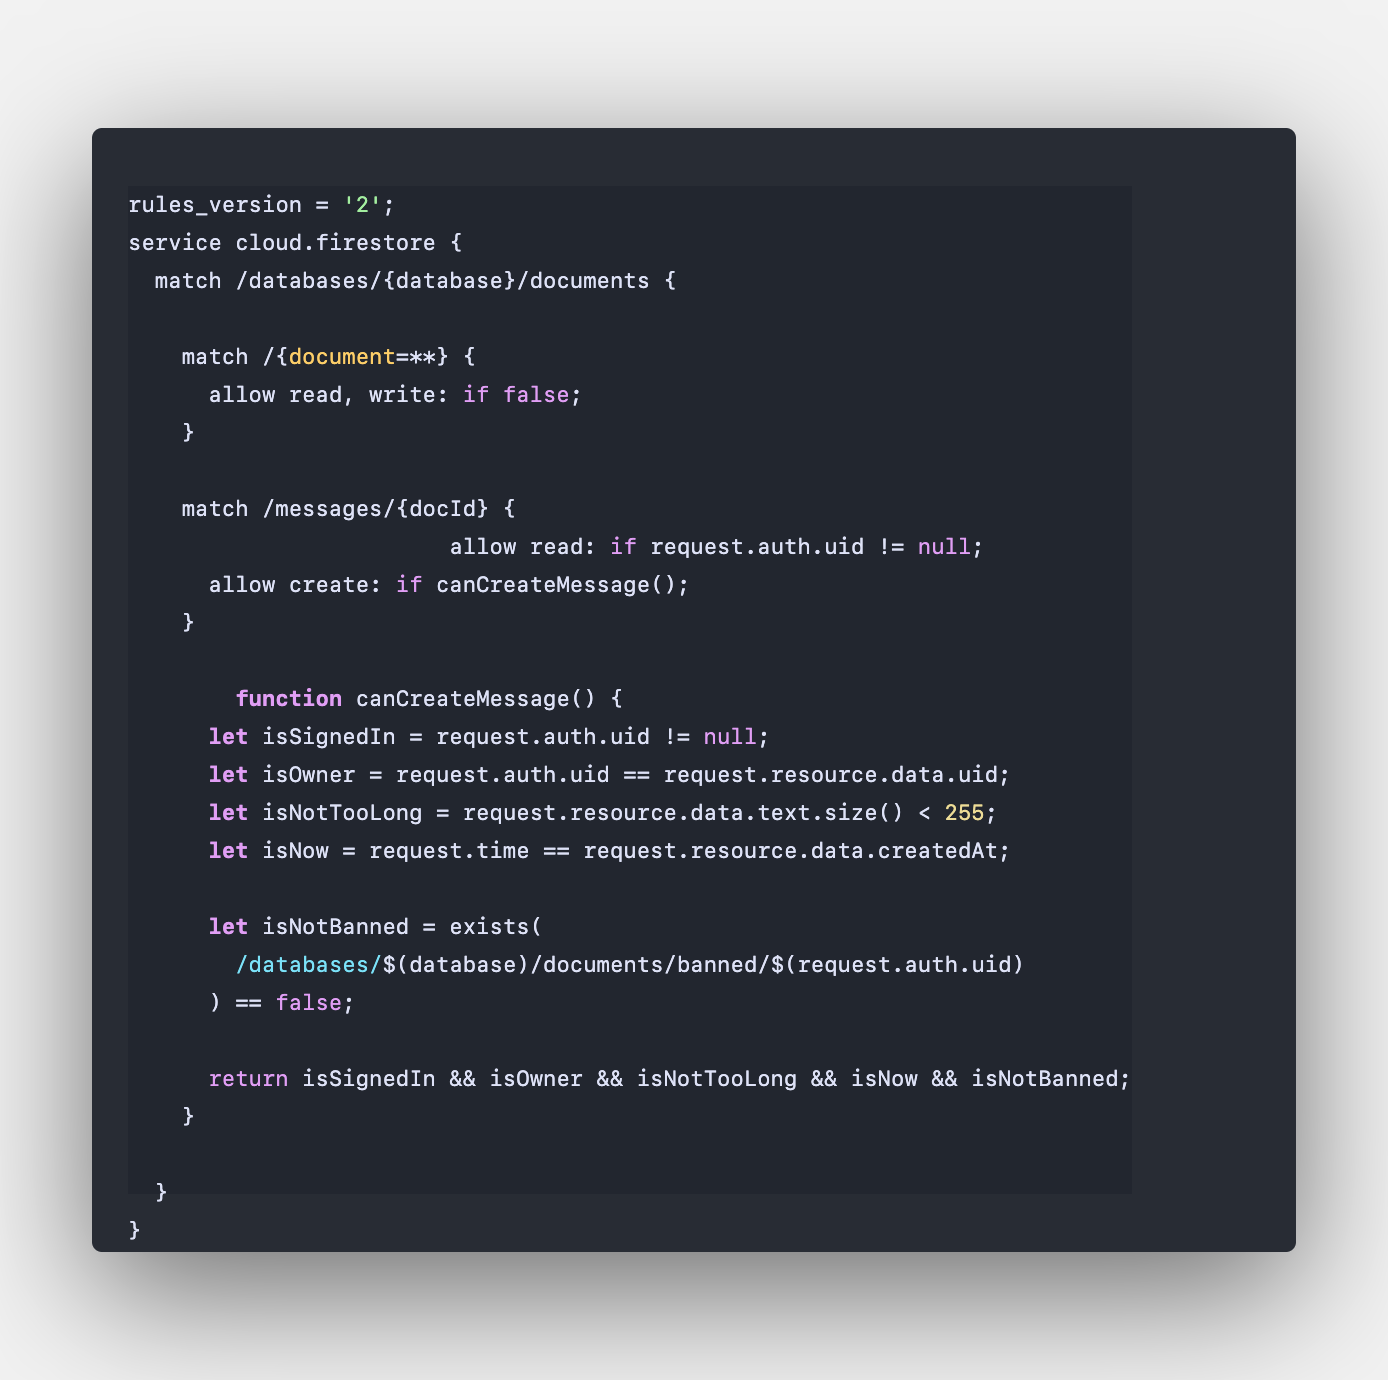 rules_version = '2';
service cloud.firestore {
  match /databases/{database}/documents {

    match /{document=**} {
      allow read, write: if false;
    }

    match /messages/{docId} {
                        allow read: if request.auth.uid != null;
      allow create: if canCreateMessage();
    }

        function canCreateMessage() {
      let isSignedIn = request.auth.uid != null;
      let isOwner = request.auth.uid == request.resource.data.uid;
      let isNotTooLong = request.resource.data.text.size() < 255;
      let isNow = request.time == request.resource.data.createdAt;

      let isNotBanned = exists(
        /databases/$(database)/documents/banned/$(request.auth.uid)
      ) == false;

      return isSignedIn && isOwner && isNotTooLong && isNow && isNotBanned;
    }

  }
}